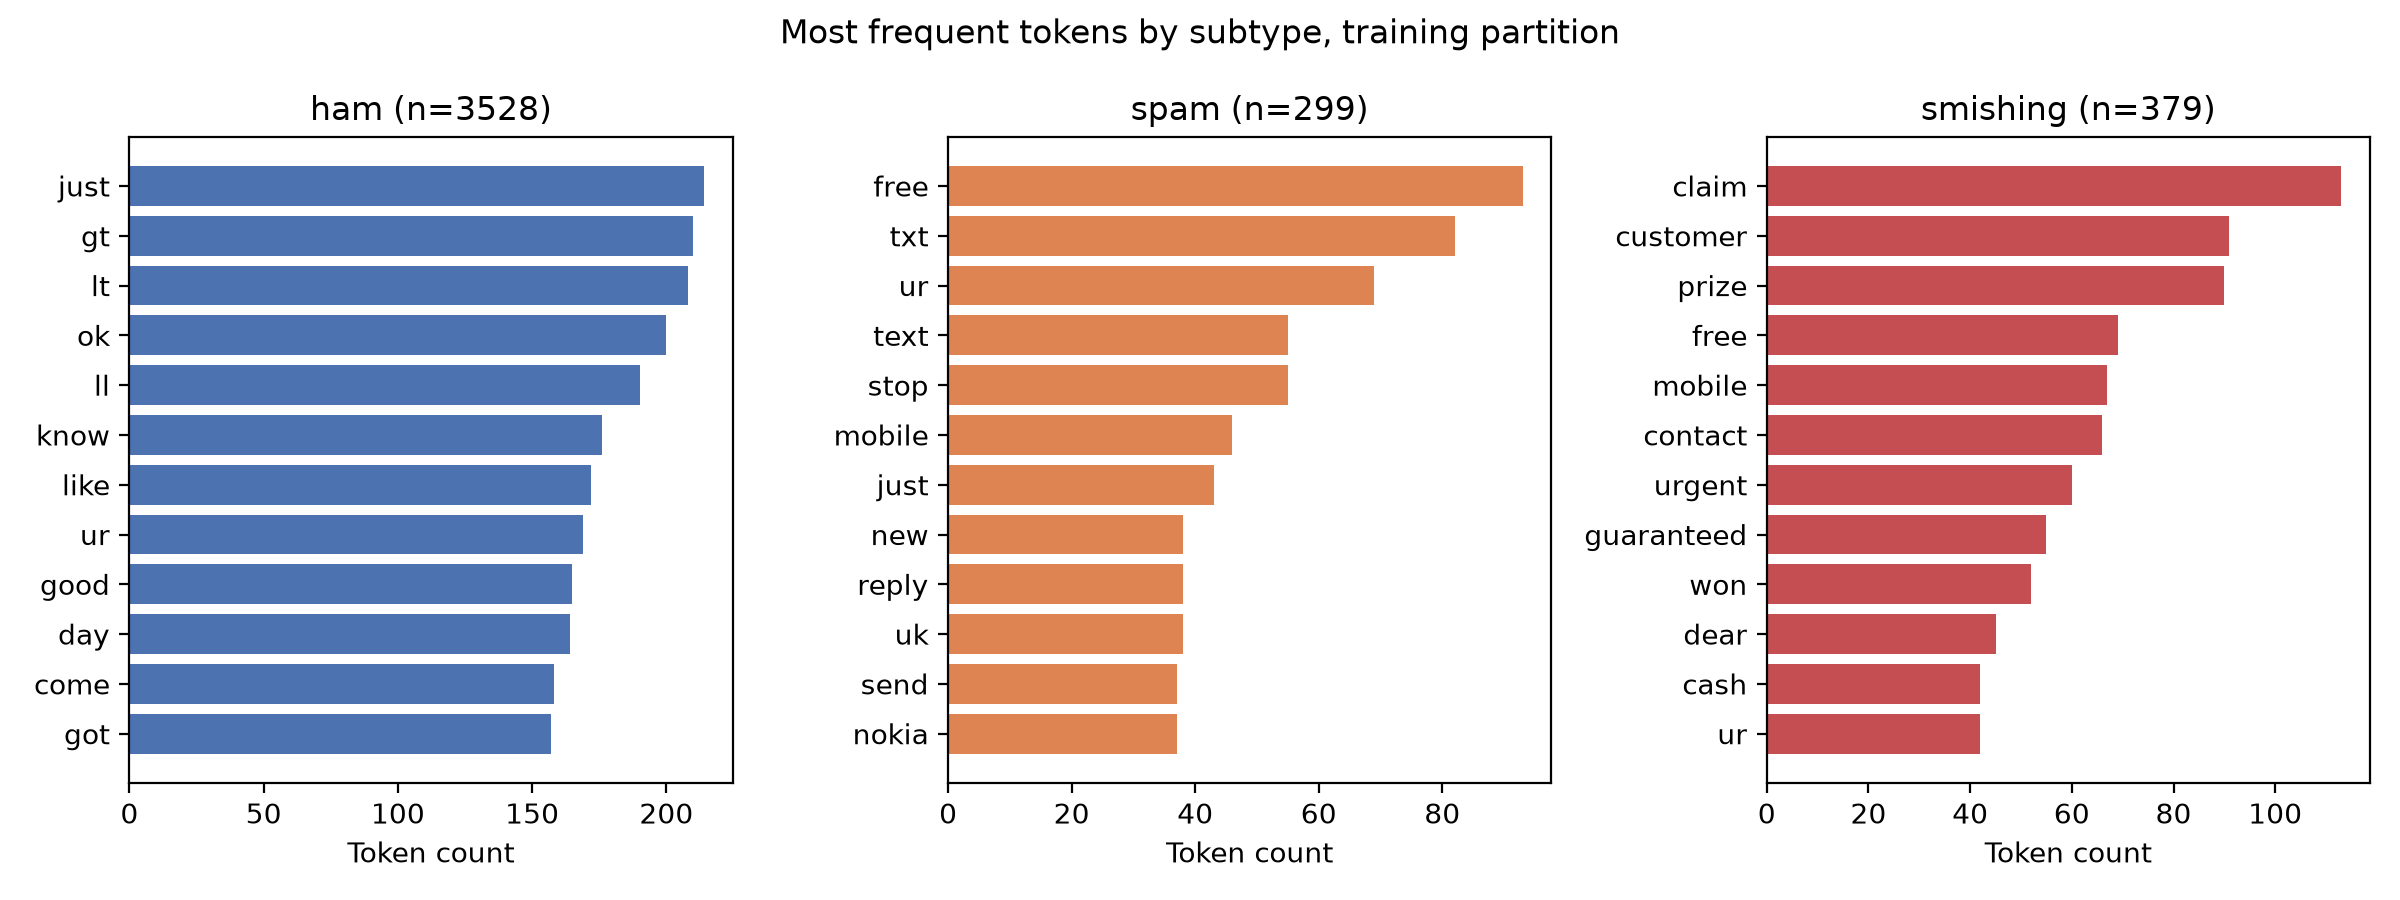 Most frequent tokens by subtype, training partition
ham (n=3528)
just
gt
lt
ok
ll
know
like
ur
good
day
come
got
0 50 100 150 200
Token count
spam (n=299)
free
txt
ur
text
stop
mobile
just
new
reply
uk
send
nokia
0 20 40 60 80
Token count
smishing (n=379)
claim
customer
prize
free
mobile
contact
urgent
guaranteed
won
dear
cash
ur
0 20 40 60 80 100
Token count